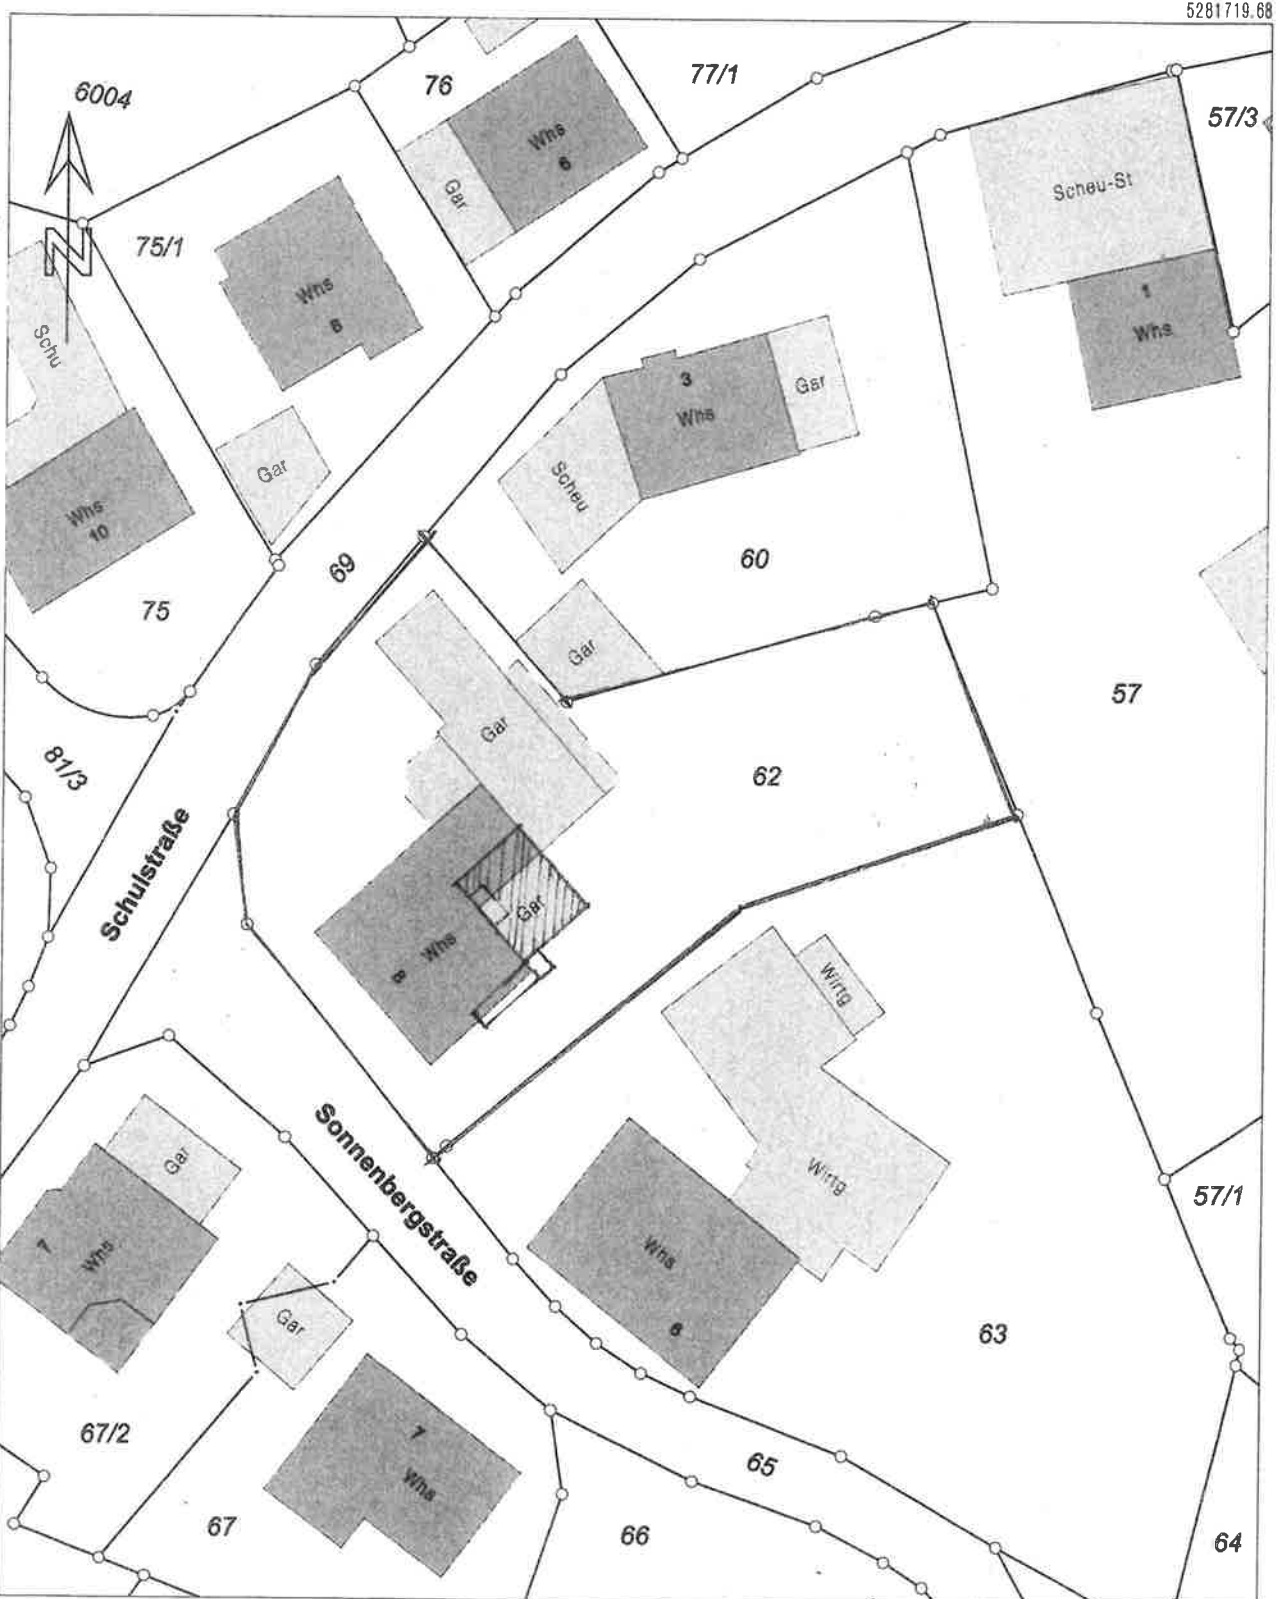 5281719.68
6004
76
77/1
57/3
Whs
6
Gar
Scheu-St
75/1
N
Whs
8
1
Whs
Schu
3
Whs
Gar
Gar
Scheu
Whs
10
69
60
75
Gar
57
Gar
81/3
62
Schulstraße
Gar
Whs
8
Wirtg
Sonnenbergstraße
Gar
Wirtg
57/1
7
Whs
Whs
6
Gar
63
67/2
7
Whs
65
67
66
64